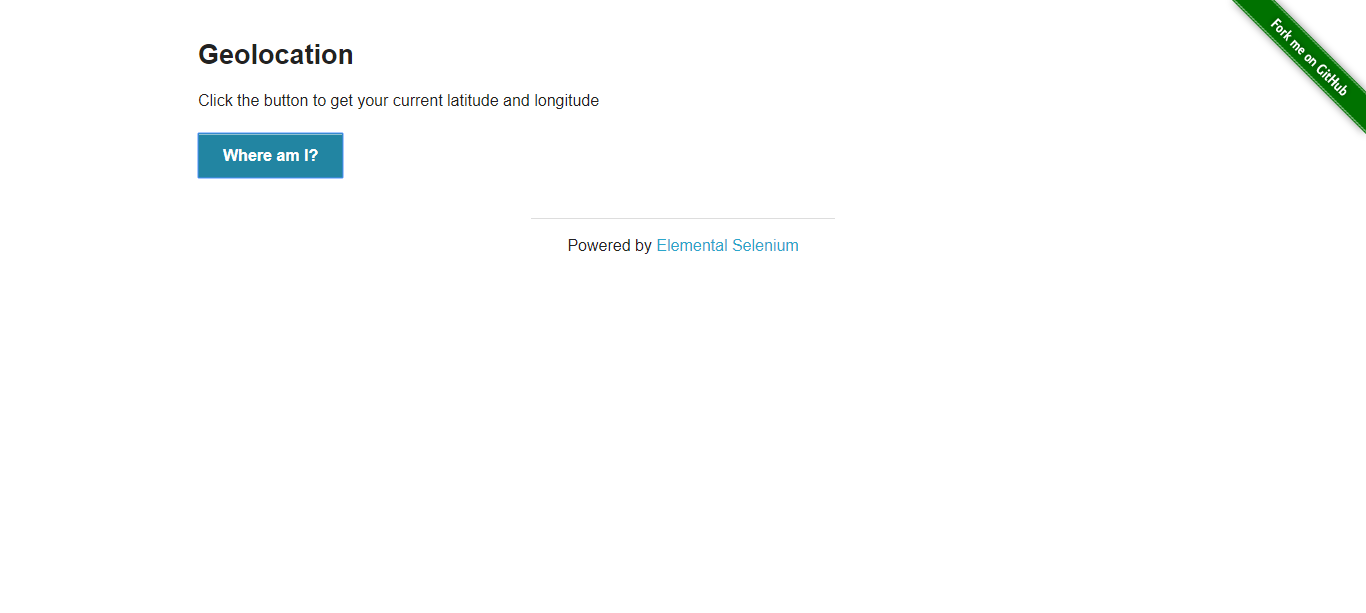 Geolocation
Click the button to get your current latitude and longitude
Where am I?
Powered by Elemental Selenium
Fork me on GitHub